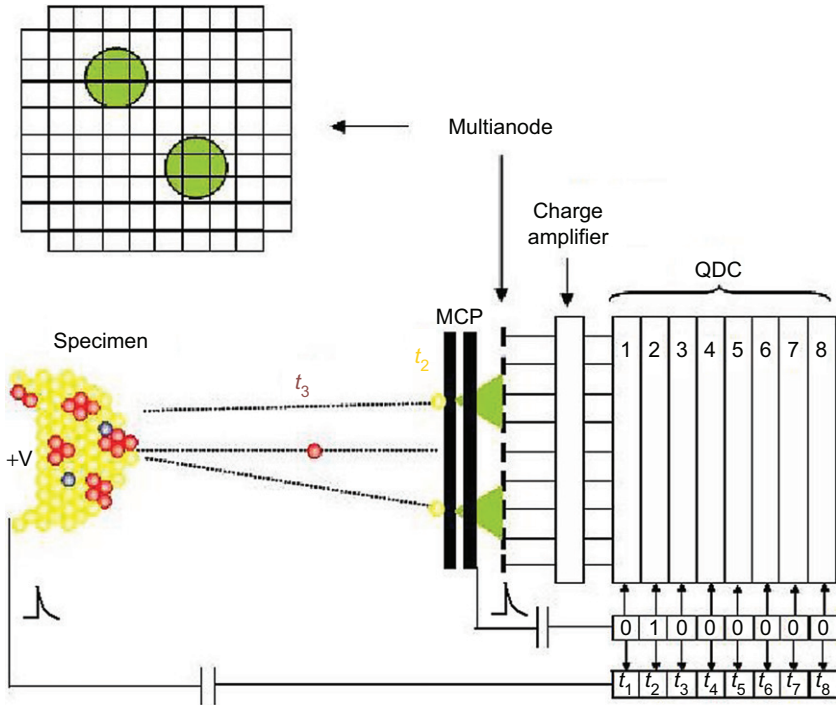 Multianode
Charge
amplifier
QDC
MCP
Specimen
t2
t3
1 2 3 4 5 6 7 8
+V
0 1 0 0 0 0 0 0
t1 t2 t3 t4 t5 t6 t7 t8